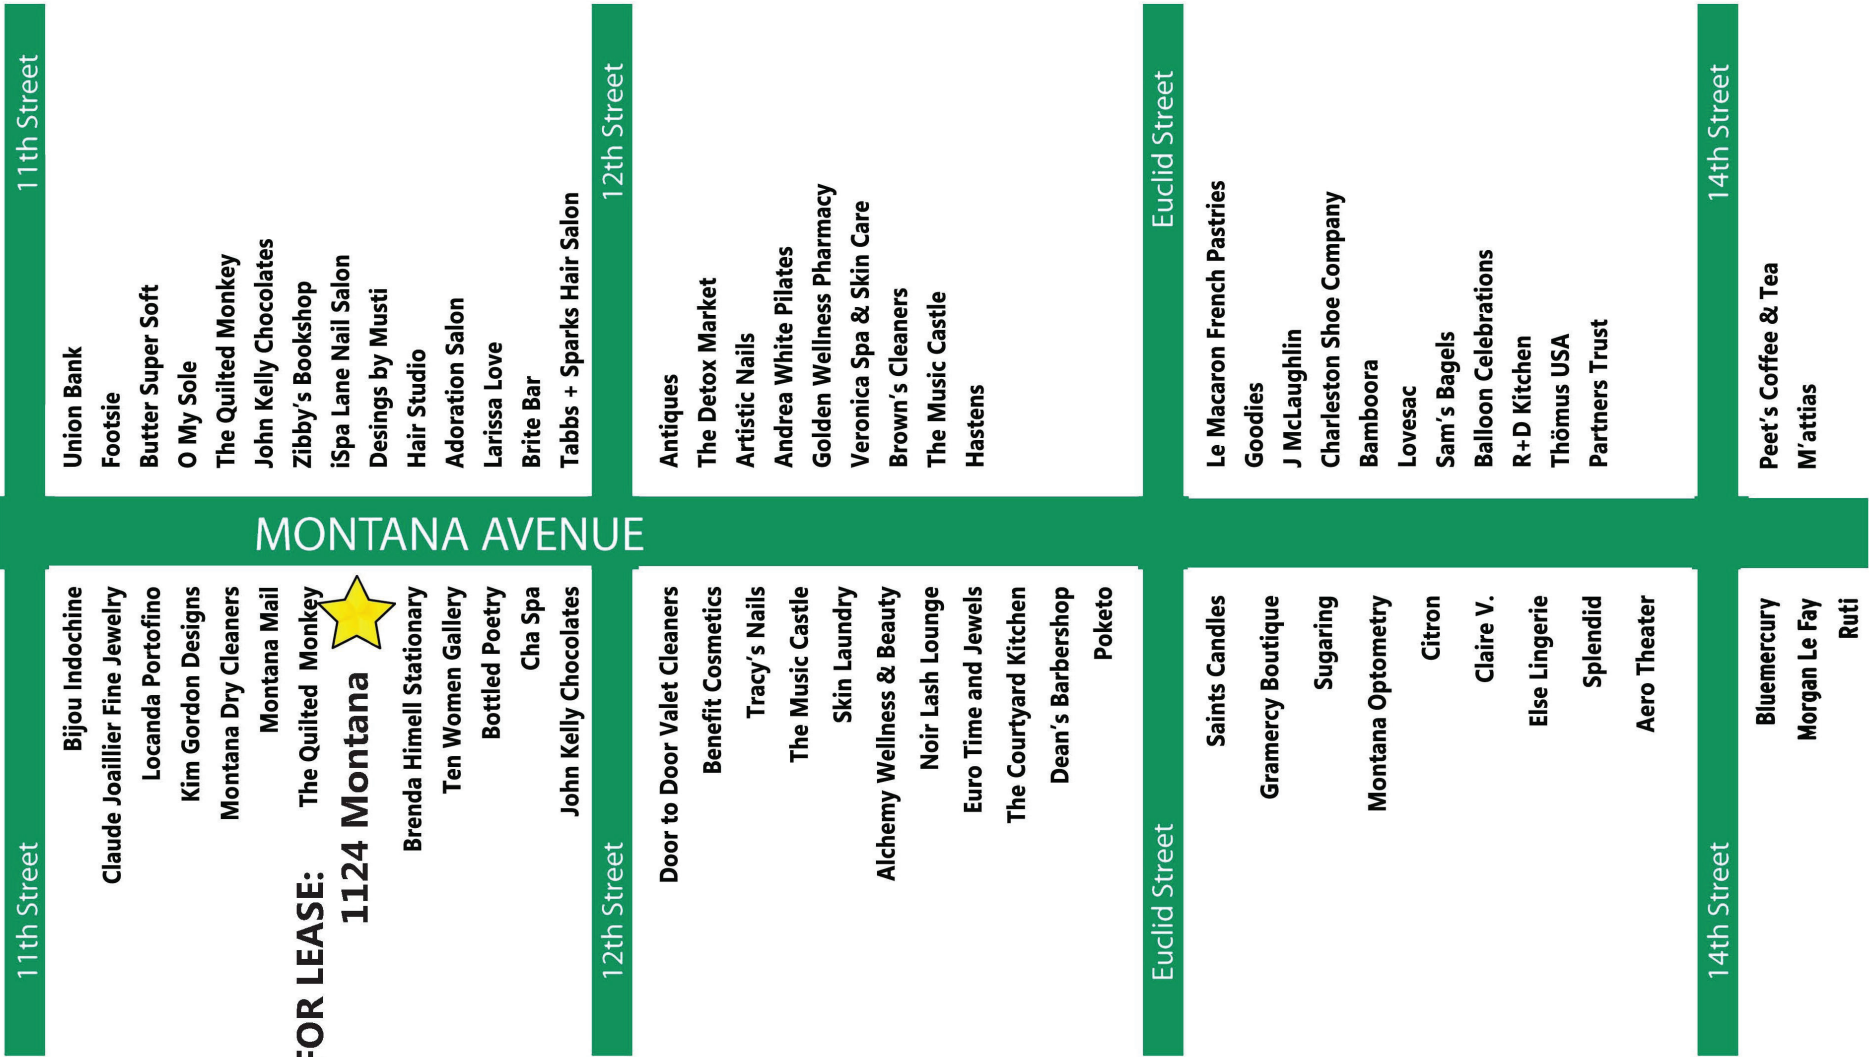 11th Street
Union Bank
Footsie
Butter Super Soft
O My Sole
The Quilted Monkey
John Kelly Chocolates
Zibby's Bookshop
iSpa Lane Nail Salon
Desings by Musti
Hair Studio
Adoration Salon
Larissa Love
Brite Bar
Tabbs + Sparks Hair Salon
12th Street
Antiques
The Detox Market
Artistic Nails
Andrea White Pilates
Golden Wellness Pharmacy
Veronica Spa & Skin Care
Brown's Cleaners
The Music Castle
Hastens
Euclid Street
Le Macaron French Pastries
Goodies
J McLaughlin
Charleston Shoe Company
Bamboora
Lovesac
Sam's Bagels
Balloon Celebrations
R+D Kitchen
Thömus USA
Partners Trust
14th Street
Peet's Coffee & Tea
M'attias
MONTANA AVENUE
11th Street
Bijou Indochine
Claude Joaillier Fine Jewelry
Locanda Portofino
Kim Gordon Designs
Montana Dry Cleaners
Montana Mail
The Quilted Monkey
FOR LEASE:
1124 Montana
Brenda Himell Stationary
Ten Women Gallery
Bottled Poetry
Cha Spa
John Kelly Chocolates
12th Street
Door to Door Valet Cleaners
Benefit Cosmetics
Tracy's Nails
The Music Castle
Skin Laundry
Alchemy Wellness & Beauty
Noir Lash Lounge
Euro Time and Jewels
The Courtyard Kitchen
Dean's Barbershop
Poketo
Euclid Street
Saints Candles
Gramercy Boutique
Sugaring
Montana Optometry
Citron
Claire V.
Else Lingerie
Splendid
Aero Theater
14th Street
Bluemercury
Morgan Le Fay
Ruti